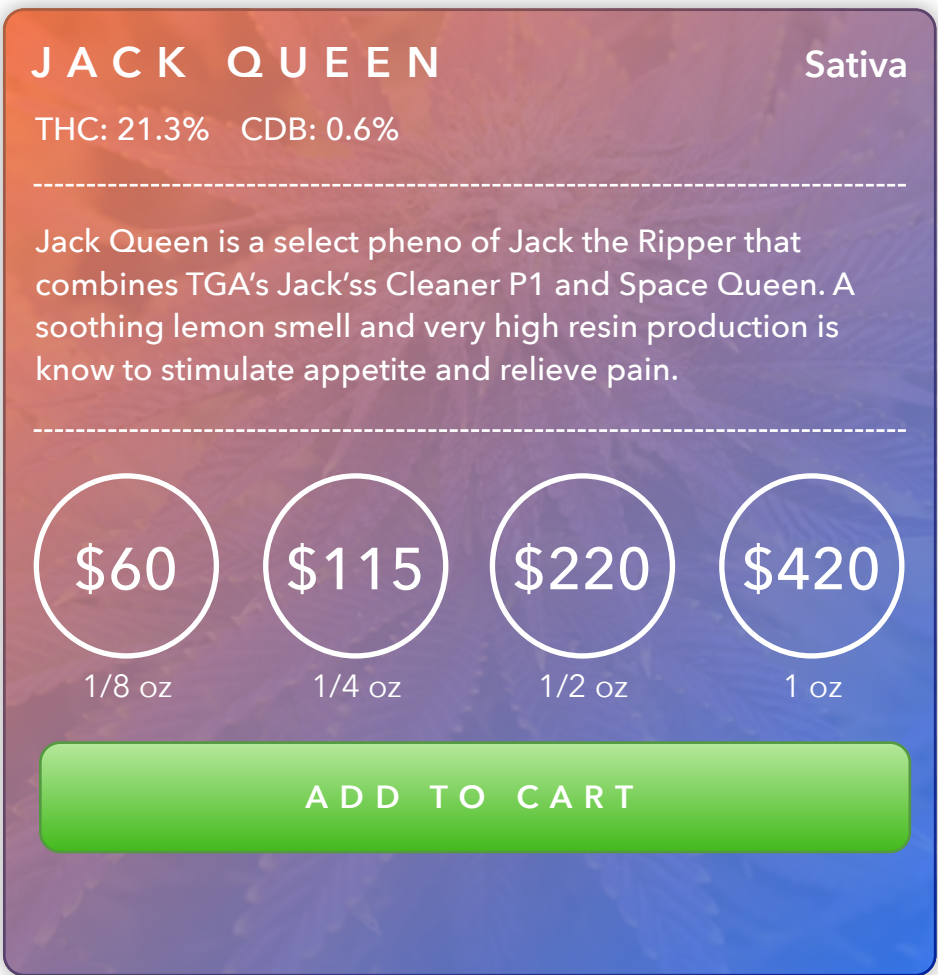 JACK QUEEN
Sativa
THC: 21.3% CDB: 0.6%
Jack Queen is a select pheno of Jack the Ripper that
combines TGA’s Jack’ss Cleaner P1 and Space Queen. A
soothing lemon smell and very high resin production is
know to stimulate appetite and relieve pain.
$60 $115 $220 $420
1/8 oz 1/4 oz 1/2 oz 1 oz
ADD TO CART